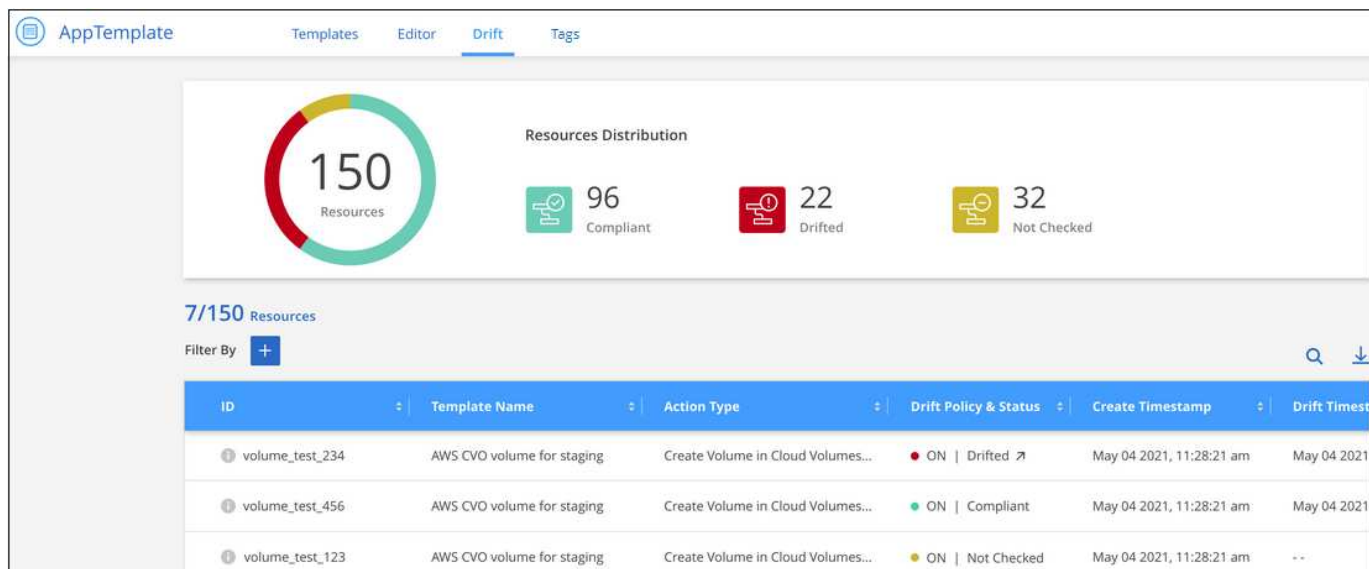 AppTemplate Templates Editor Drift Tags
150
Resources
Resources Distribution
96
Compliant
22
Drifted
32
Not Checked
7/150 Resources
Filter By +
ID Template Name Action Type Drift Policy & Status Create Timestamp Drift Timest
volume_test_234 AWS CVO volume for staging Create Volume in Cloud Volumes... ON | Drifted May 04 2021, 11:28:21 am May 04 2021
volume_test_456 AWS CVO volume for staging Create Volume in Cloud Volumes... ON | Compliant May 04 2021, 11:28:21 am May 04 2021
volume_test_123 AWS CVO volume for staging Create Volume in Cloud Volumes... ON | Not Checked May 04 2021, 11:28:21 am - -